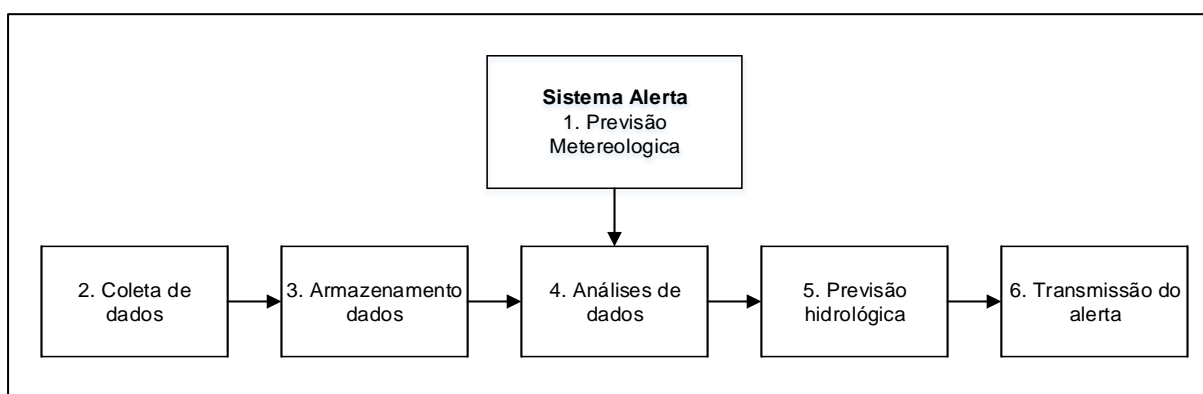 Sistema Alerta
1. Previsão
Metereologica
2. Coleta de
dados
3. Armazenamento
dados
4. Análises de
dados
5. Previsão
hidrológica
6. Transmissão do
alerta